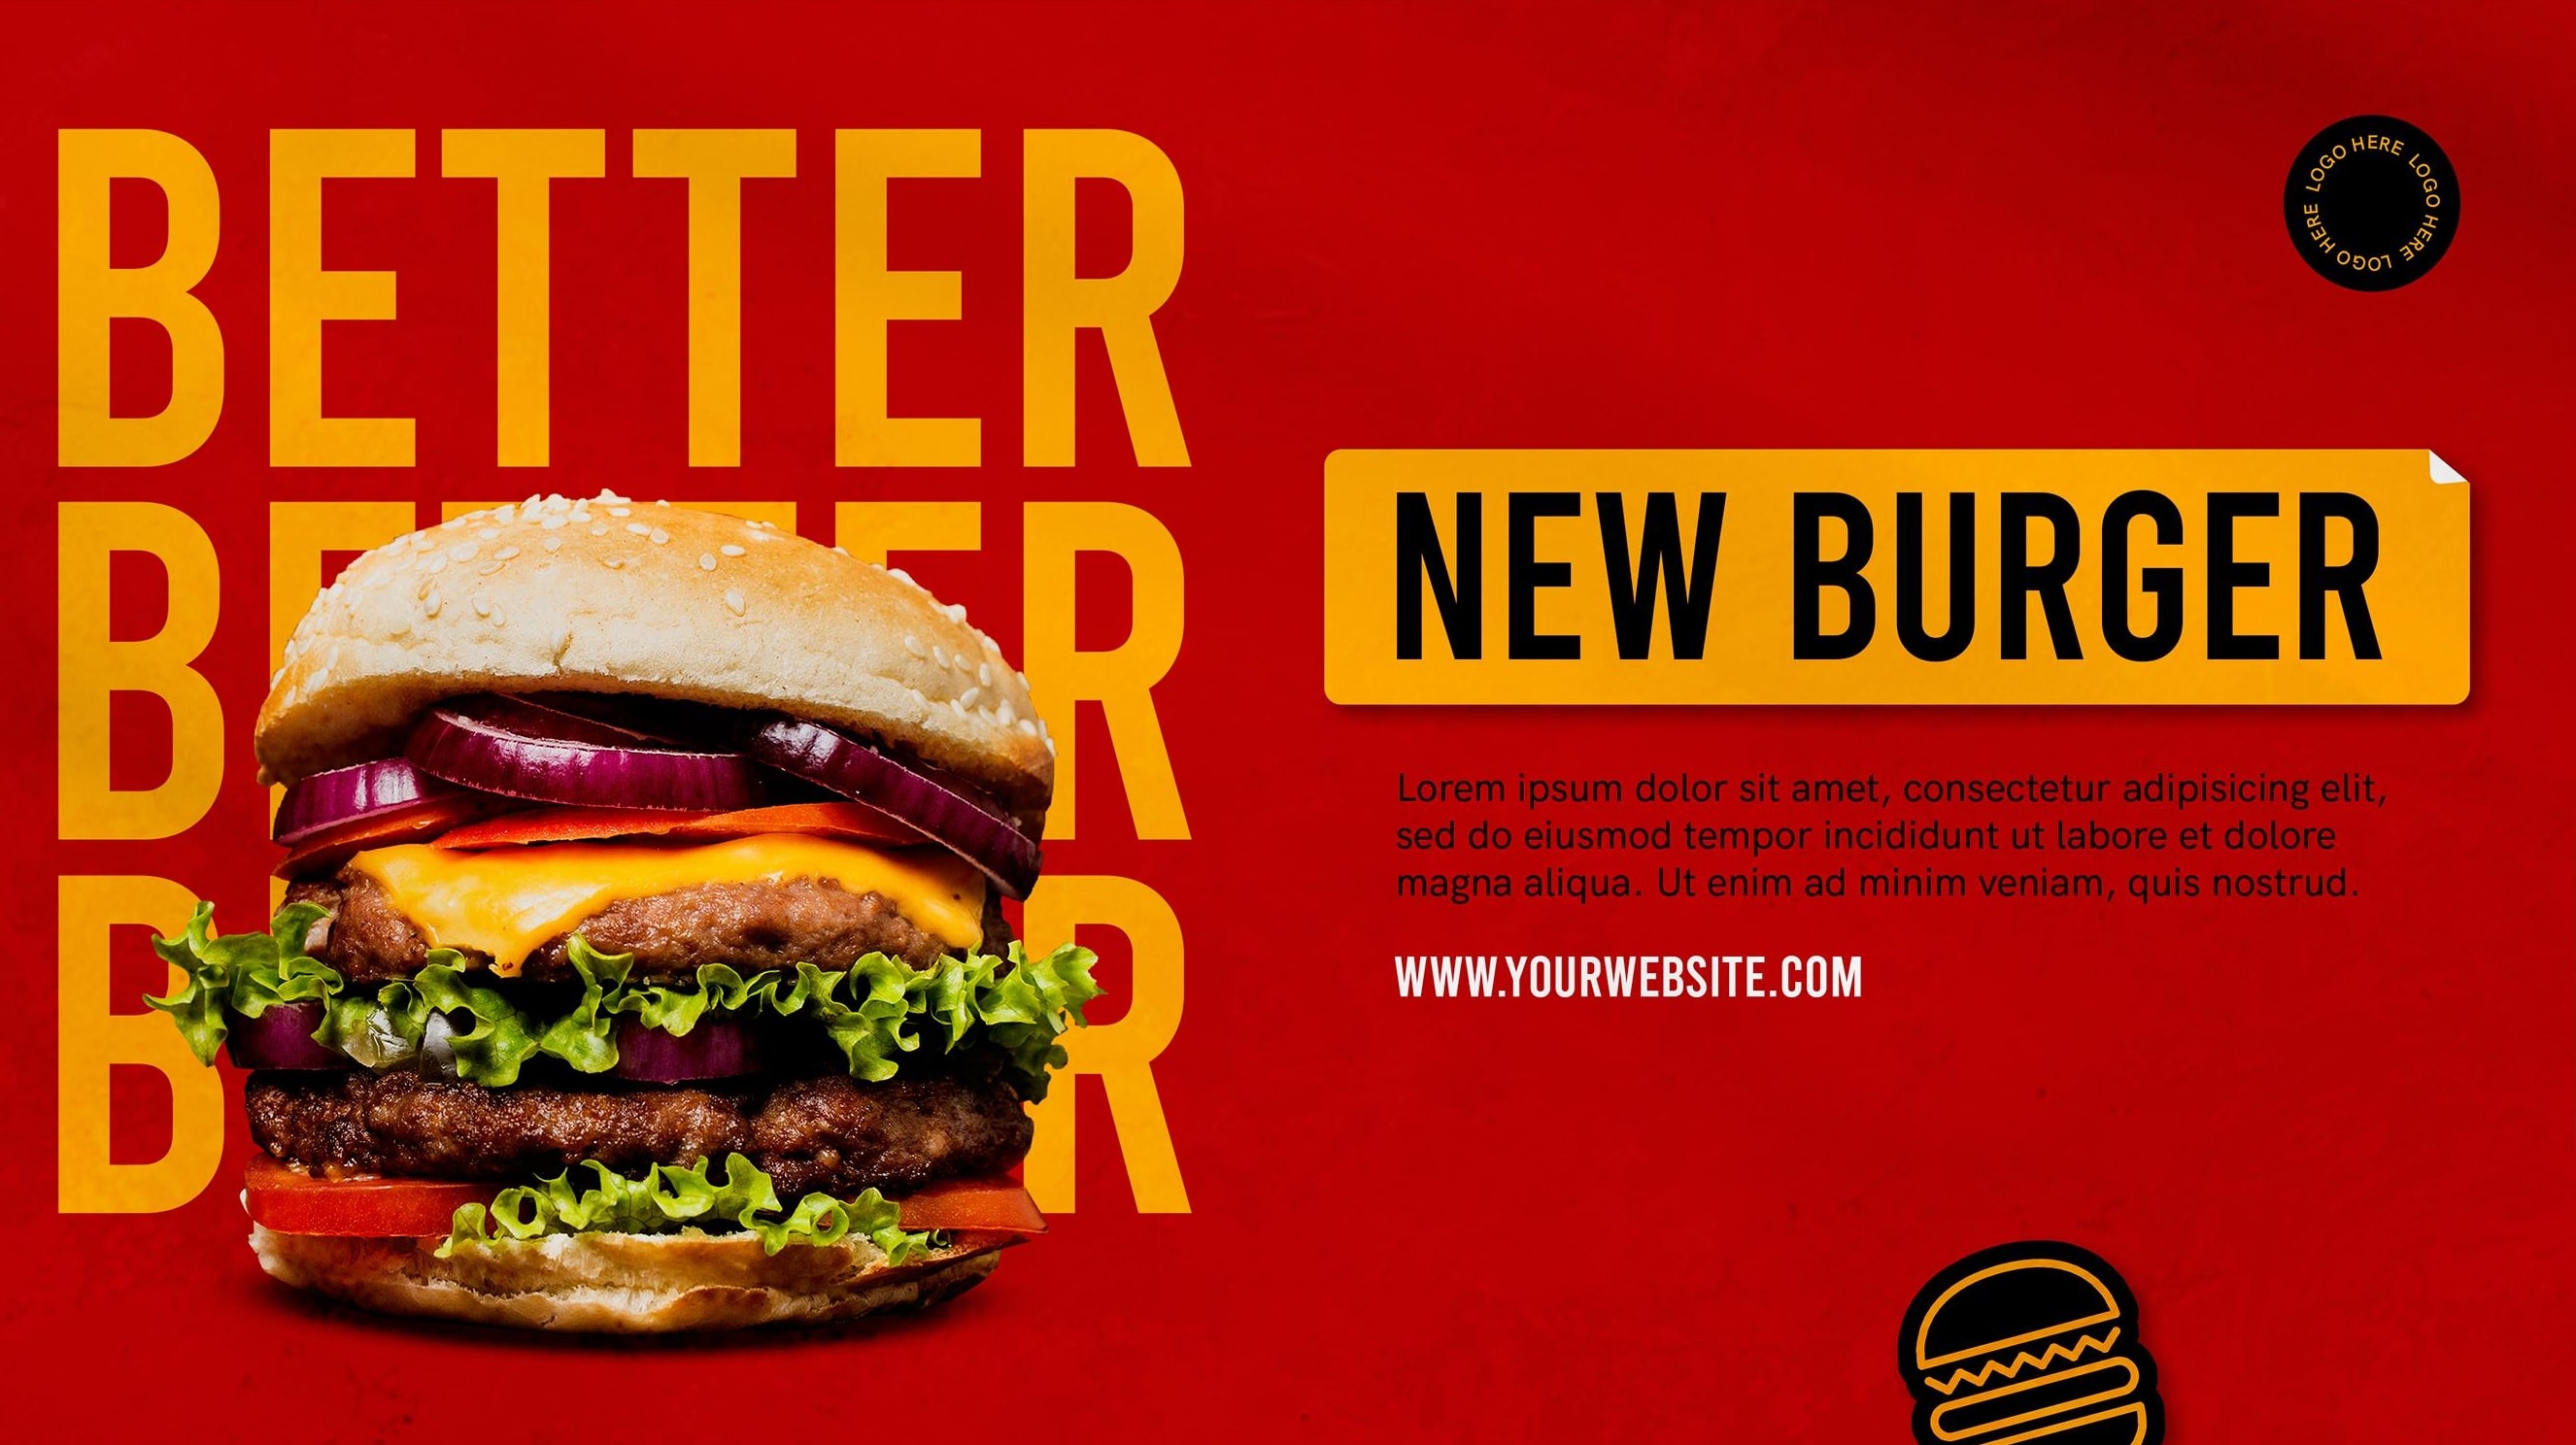 BETTER
BETTER
BETTER
LOGO HERE LOGO HERE LOGO HERE
NEW BURGER
Lorem ipsum dolor sit amet, consectetur adipisicing elit,
sed do eiusmod tempor incididunt ut labore et dolore
magna aliqua. Ut enim ad minim veniam, quis nostrud.
WWW.YOURWEBSITE.COM